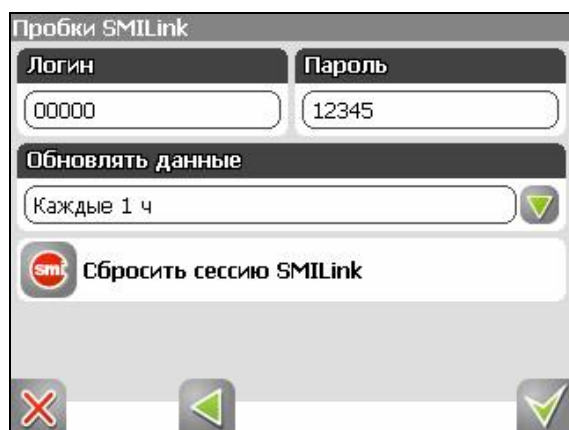 Пробки SMILink
Логин
Пароль
00000
12345
Обновлять данные
Каждые 1 ч
smi
Сбросить сессию SMILink